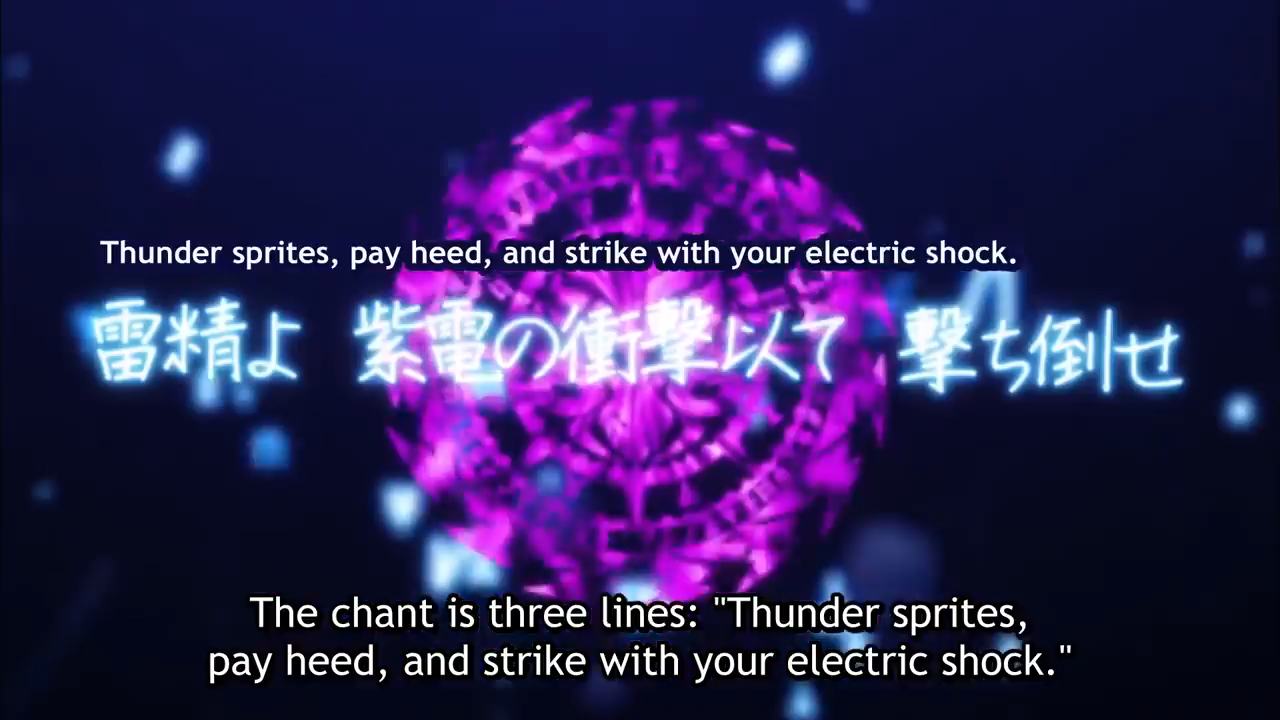 Thunder sprites, pay heed, and strike with your electric shock.
雷精よ 紫電の衝撃以て 撃ち倒せ
The chant is three lines: "Thunder sprites,
pay heed, and strike with your electric shock."